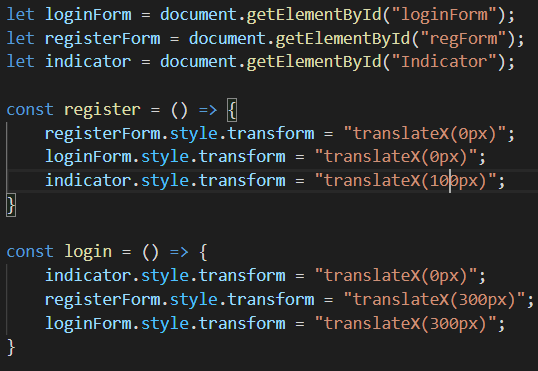 let loginForm = document.getElementById("loginForm");
let registerForm = document.getElementById("regForm");
let indicator = document.getElementById("Indicator");
const register = () => {
registerForm.style.transform = "translateX(0px)";
loginForm.style.transform = "translateX(0px)";
indicator.style.transform = "translateX(100px)";
}
const login = () => {
indicator.style.transform = "translateX(0px)";
registerForm.style.transform = "translateX(300px)";
loginForm.style.transform = "translateX(300px)";
}